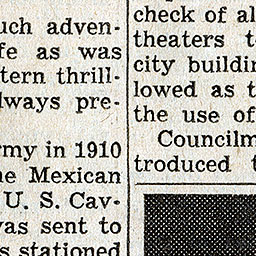 uch adven-
fe as was
tern thrill-
lways pre-
rmy in 1910
he Mexican
U. S. Cav-
was sent to
s stationed
check of al
theaters t
city buildin
lowed as t
the use of
Councilm
troduced t